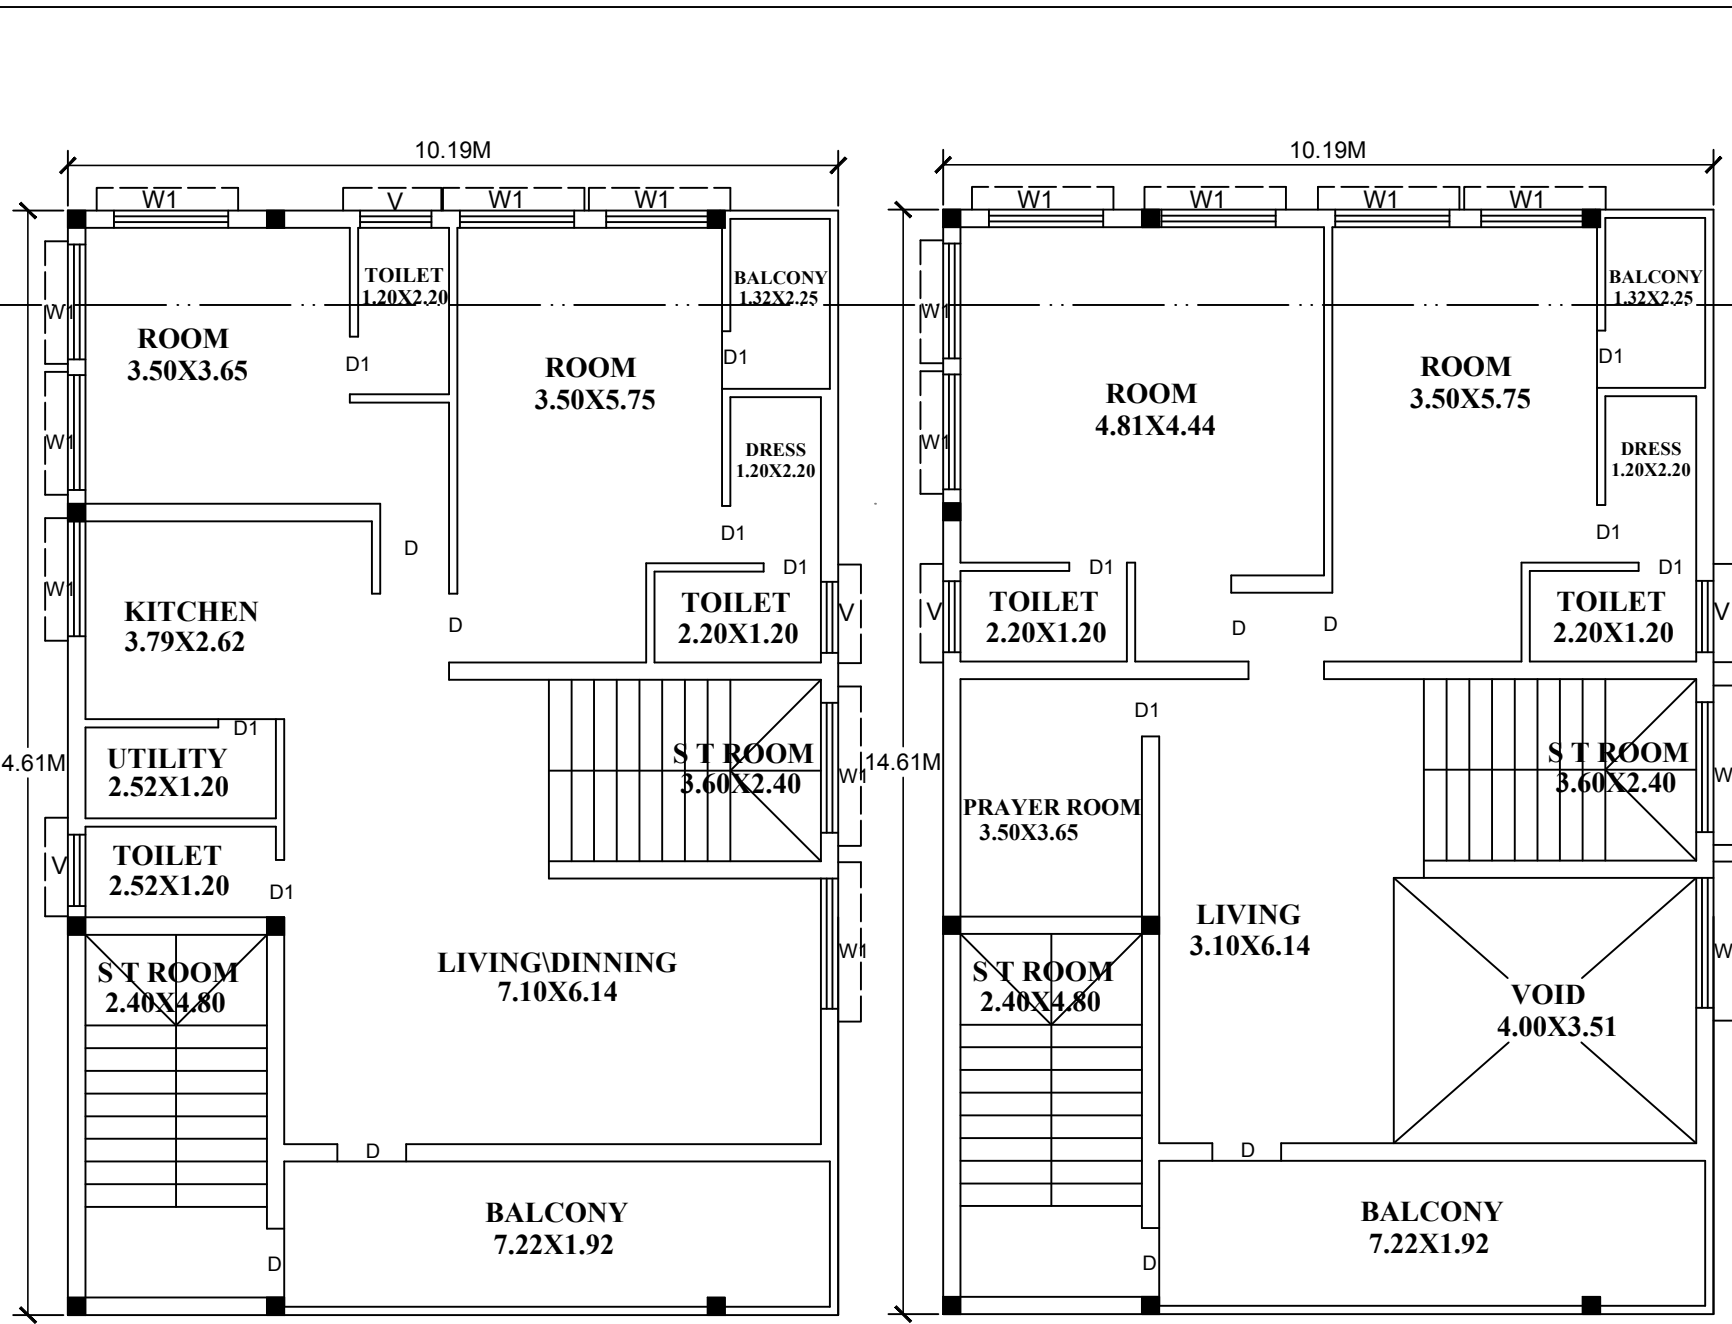 10.19M
W1
V
W1
W1
TOILET
1.20X2.20
BALCONY
1.32X2.25
W1
ROOM
3.50X3.65
D1
ROOM
3.50X5.75
D1
W1
DRESS
1.20X2.20
D
D1
D1
W1
KITCHEN
3.79X2.62
D
TOILET
2.20X1.20
V
D1
UTILITY
2.52X1.20
4.61M
S T ROOM
3.60X2.40
W1
TOILET
2.52X1.20
V
D1
LIVING\DINNING
7.10X6.14
W1
S T ROOM
2.40X4.80
D
BALCONY
7.22X1.92
D
10.19M
W1
W1
W1
W1
BALCONY
1.32X2.25
W1
ROOM
4.81X4.44
ROOM
3.50X5.75
D1
W1
DRESS
1.20X2.20
D1
D1
D1
V
TOILET
2.20X1.20
D
D
TOILET
2.20X1.20
V
D1
14.61M
S T ROOM
3.60X2.40
W
PRAYER ROOM
3.50X3.65
LIVING
3.10X6.14
W
S T ROOM
2.40X4.80
VOID
4.00X3.51
D
BALCONY
7.22X1.92
D